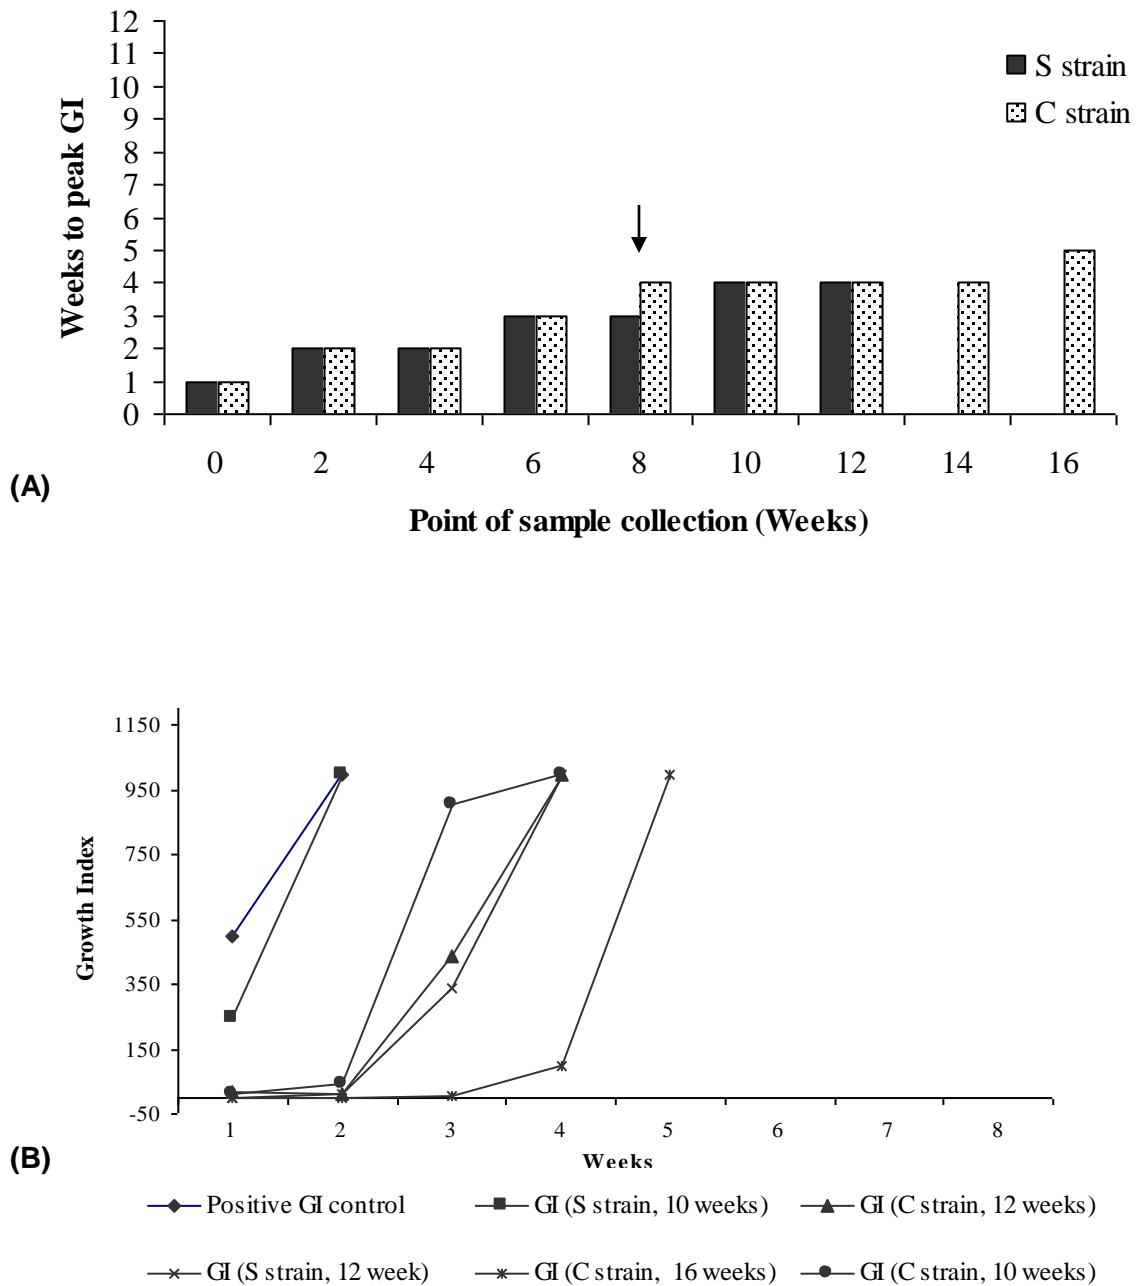 12
11
10
9
8
7
6
5
4
3
2
1
0
Weeks to peak GI
S strain
C strain
0 2 4 6 8 10 12 14 16
(A)
Point of sample collection (Weeks)
1150
950
750
550
350
150
-50
Growth Index
1 2 3 4 5 6 7 8
(B)
Weeks
Positive GI control GI (S strain, 10 weeks) GI (C strain, 12 weeks)
GI (S strain, 12 week) GI (C strain, 16 weeks) GI (C strain, 10 weeks)